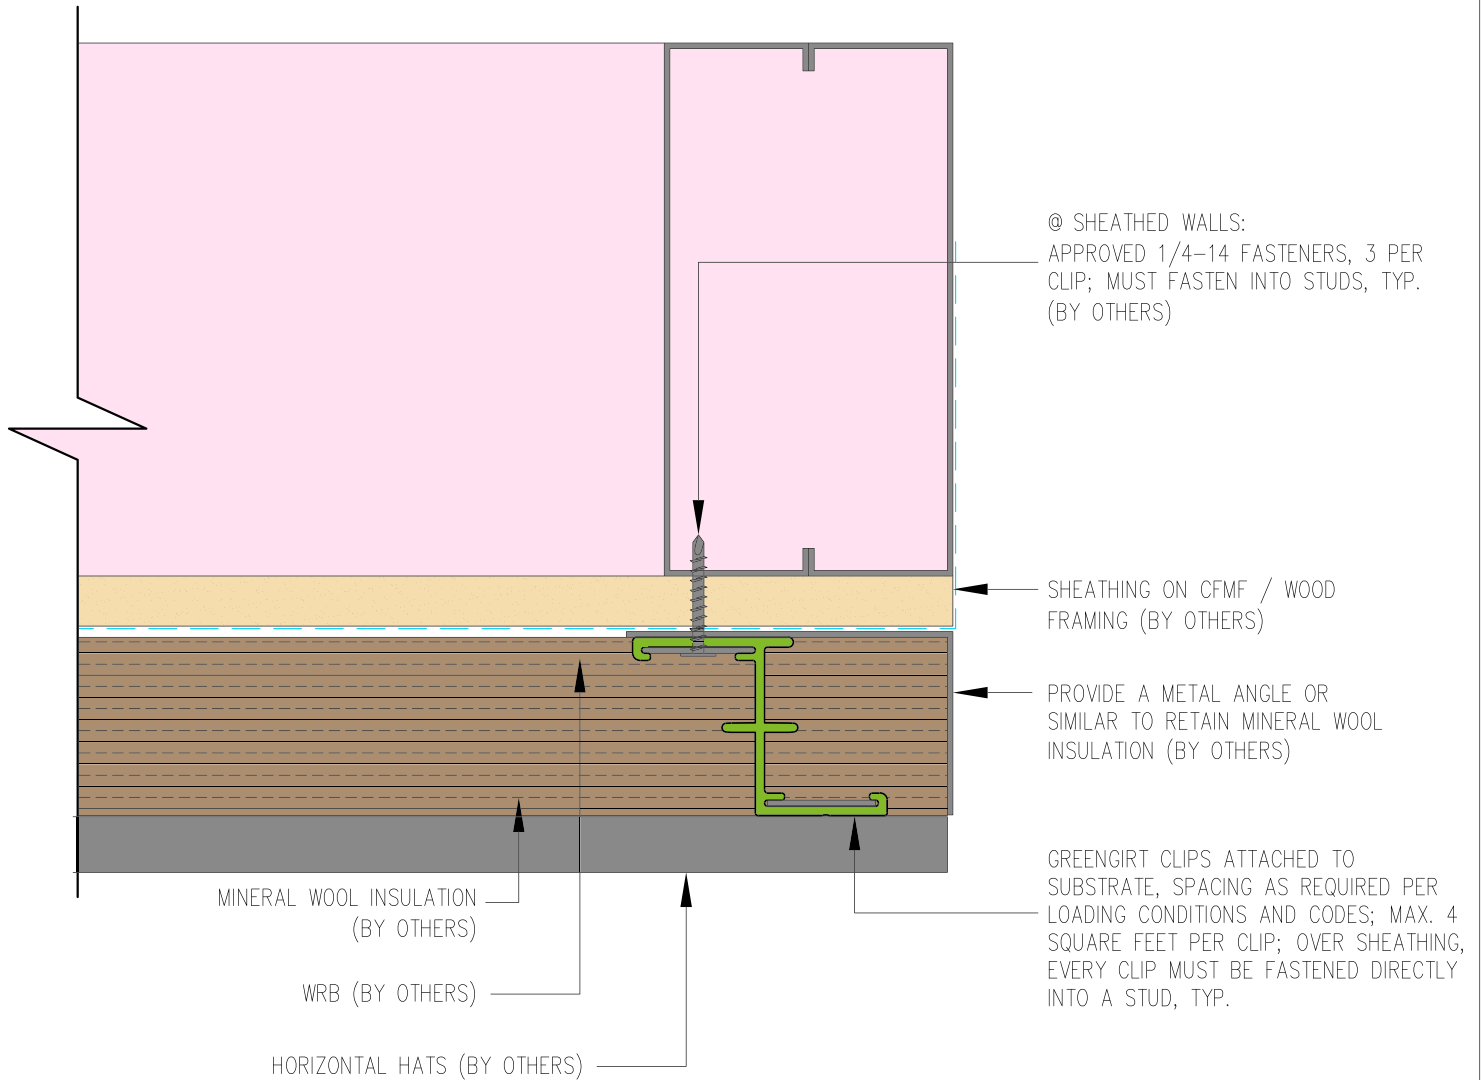 @ SHEATHED WALLS:
APPROVED 1/4-14 FASTENERS, 3 PER
CLIP; MUST FASTEN INTO STUDS, TYP.
(BY OTHERS)
SHEATHING ON CFMF / WOOD
FRAMING (BY OTHERS)
PROVIDE A METAL ANGLE OR
SIMILAR TO RETAIN MINERAL WOOL
INSULATION (BY OTHERS)
GREENGIRT CLIPS ATTACHED TO
SUBSTRATE, SPACING AS REQUIRED PER
LOADING CONDITIONS AND CODES; MAX. 4
SQUARE FEET PER CLIP; OVER SHEATHING,
EVERY CLIP MUST BE FASTENED DIRECTLY
INTO A STUD, TYP.
MINERAL WOOL INSULATION
(BY OTHERS)
WRB (BY OTHERS)
HORIZONTAL HATS (BY OTHERS)